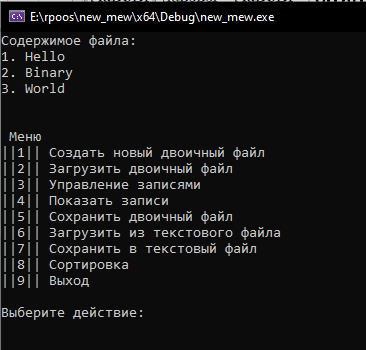 E:\rpoos\new_mew\x64\Debug\new_mew.exe
Содержимое файла:
1. Hello
2. Binary
3. World
Меню
||1|| Создать новый двоичный файл
||2|| Загрузить двоичный файл
||3|| Управление записями
||4|| Показать записи
||5|| Сохранить двоичный файл
||6|| Загрузить из текстового файла
||7|| Сохранить в текстовый файл
||8|| Сортировка
||9|| Выход
Выберите действие: